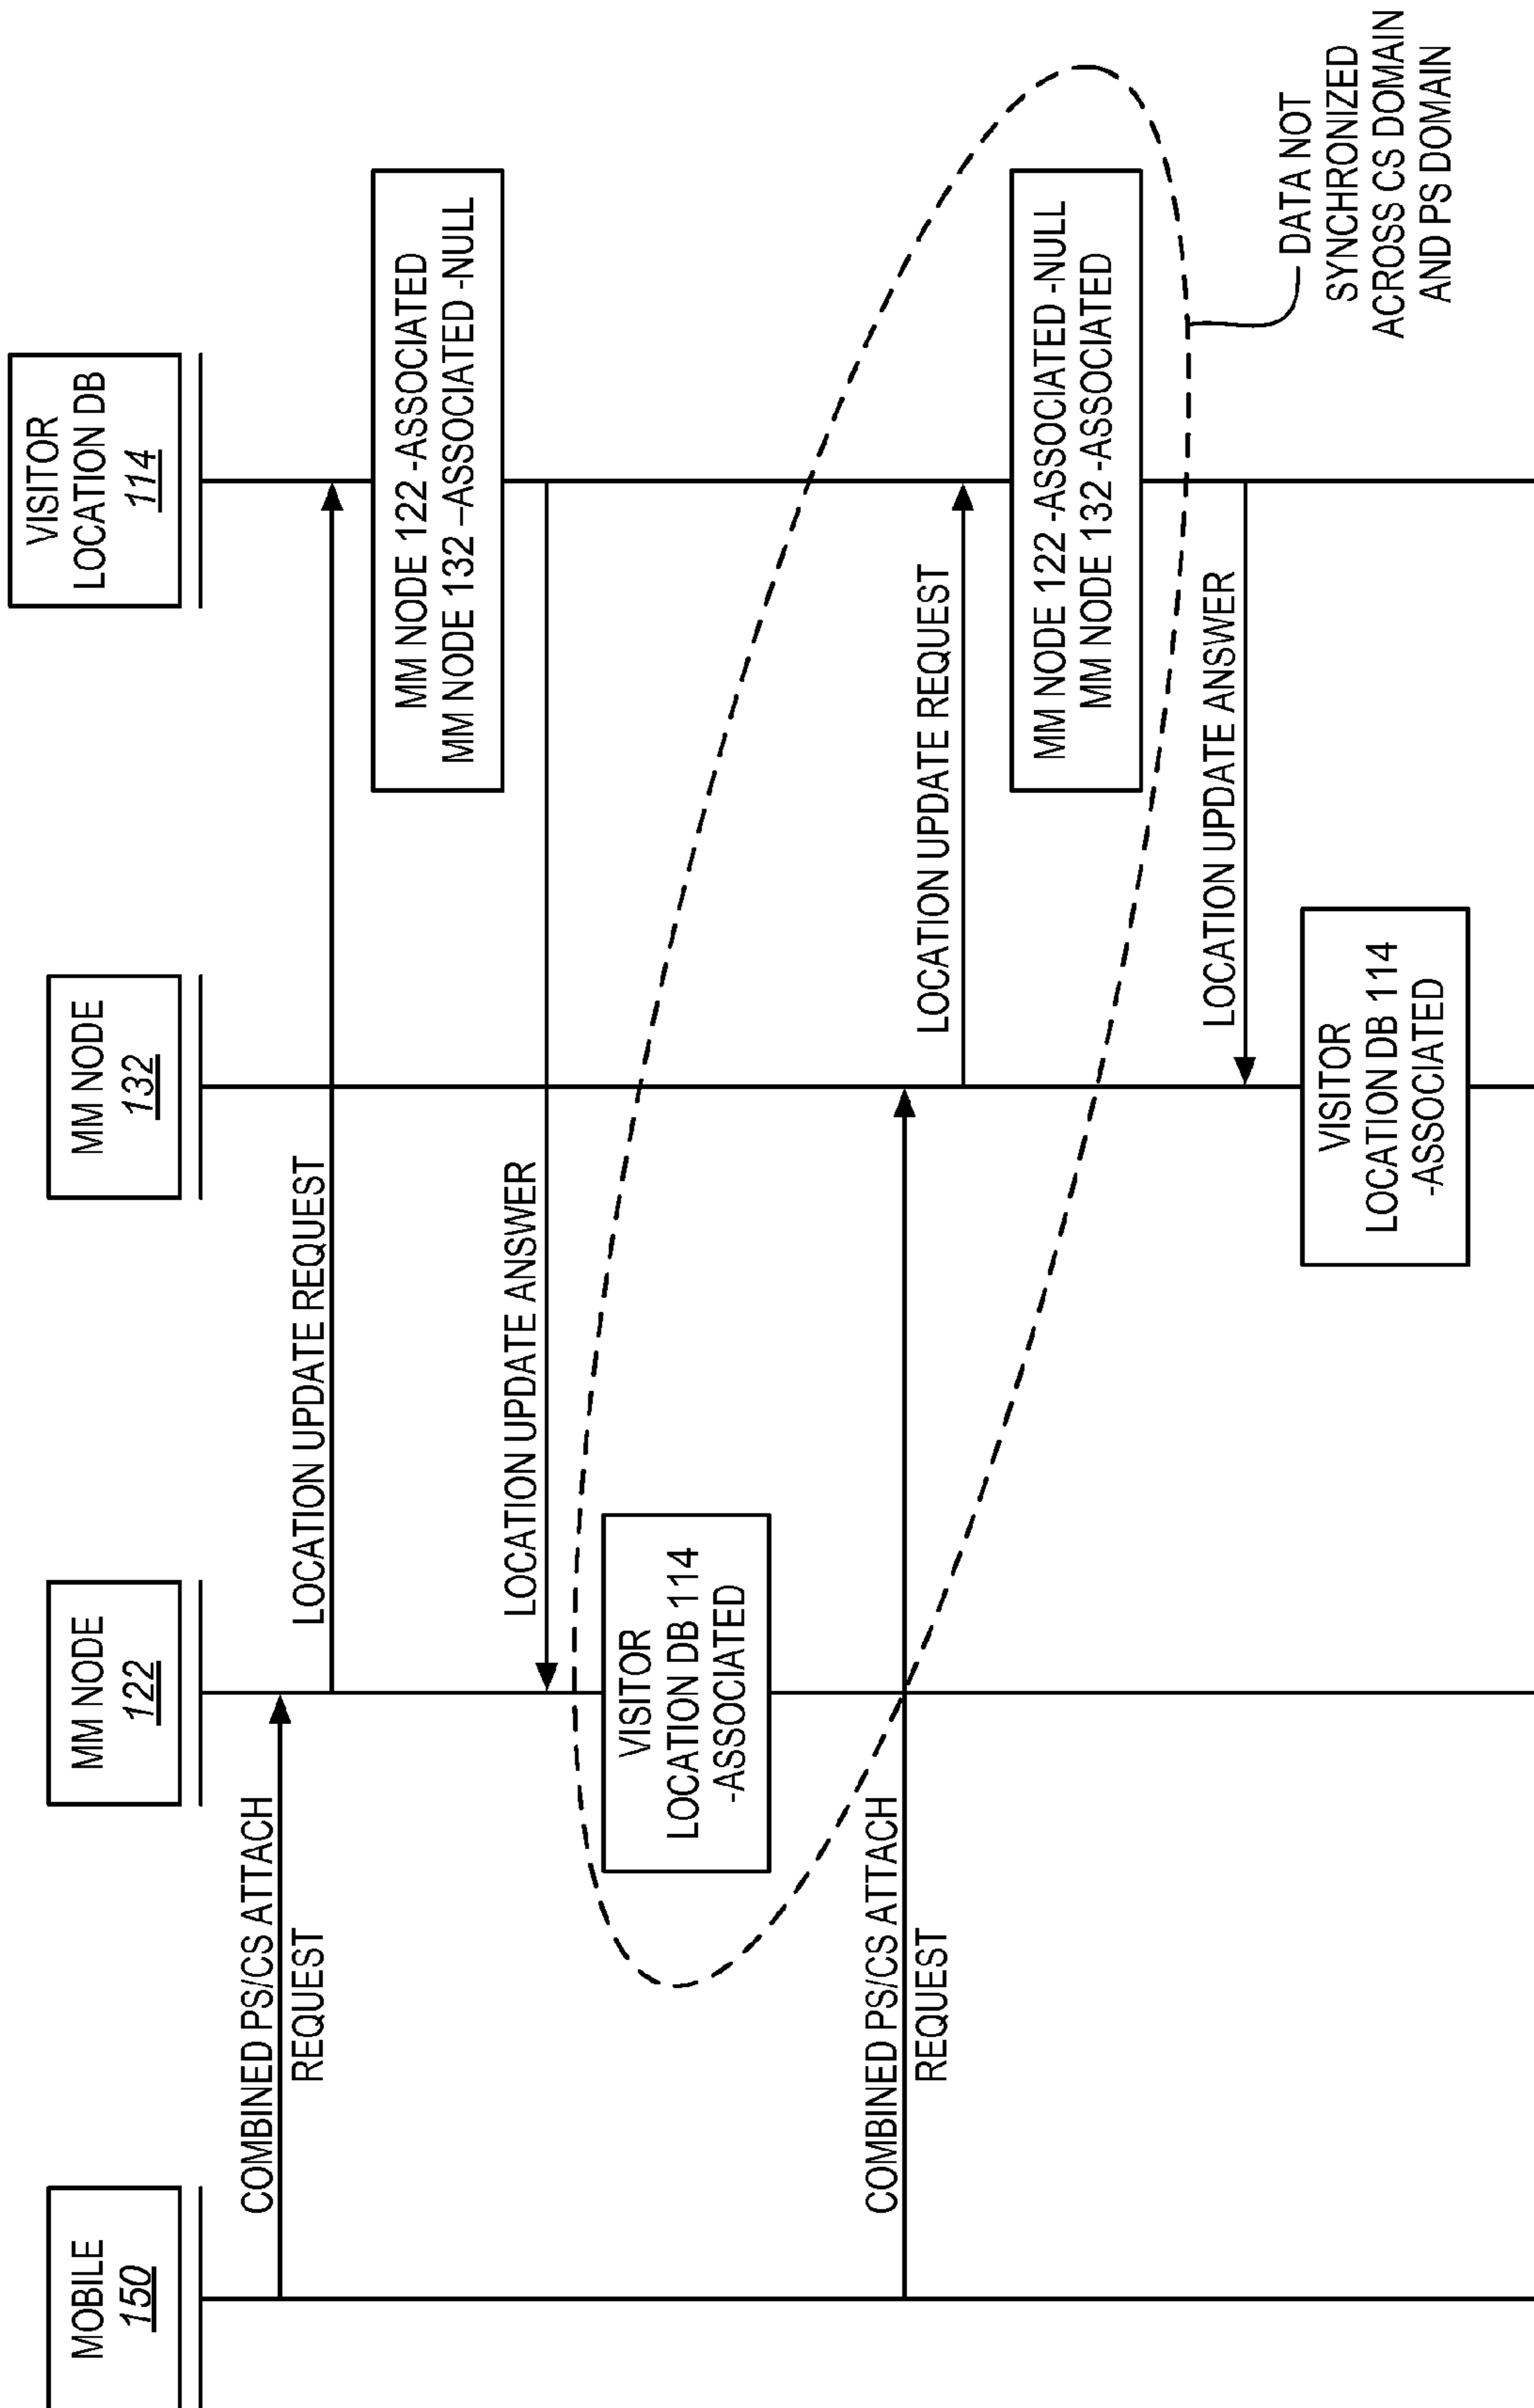 MOBILE
150
MM NODE
122
MM NODE
132
VISITOR
LOCATION DB
114
COMBINED PS/CS ATTACH
REQUEST
LOCATION UPDATE REQUEST
MM NODE 122 -ASSOCIATED
MM NODE 132 –ASSOCIATED -NULL
LOCATION UPDATE ANSWER
VISITOR
LOCATION DB 114
-ASSOCIATED
COMBINED PS/CS ATTACH
REQUEST
LOCATION UPDATE REQUEST
MM NODE 122 -ASSOCIATED -NULL
MM NODE 132 -ASSOCIATED
DATA NOT
SYNCHRONIZED
ACROSS CS DOMAIN
AND PS DOMAIN
LOCATION UPDATE ANSWER
VISITOR
LOCATION DB 114
-ASSOCIATED